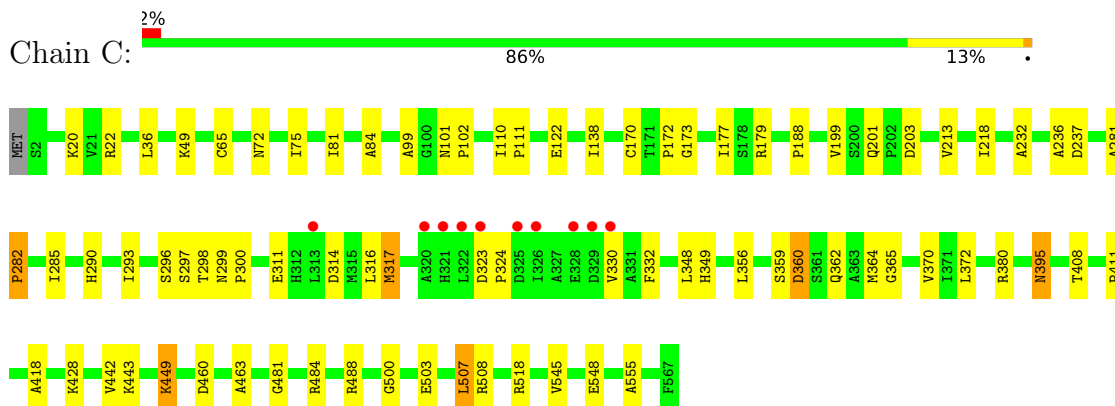 2%
Chain C:
86% 13% •
MET S2 K20 V21 R22 L36 K49 C65 N72 I75 I81 A84 A99 G100 N101 P102 I110 P111 E122 I138 C170 T171 P172 G173 I177 S178 R179 P188 V199 S200 Q201 P202 D203 V213 I218 A232 A236 D237 A281
P282 I285 H290 I293 S296 S297 T298 N299 P300 E311 H312 L313 D314 M315 L316 M317 A320 H321 L322 D323 P324 D325 I326 A327 E328 D329 V330 A331 F332 L348 H349 L356 S359 D360 S361 Q362 A363 M364 G365 V370 I371 L372 R380 N395 T408
A418 K428 V442 K443 K449 D460 A463 G481 R484 R488 G500 E503 L507 R508 R518 V545 E548 A555 F567